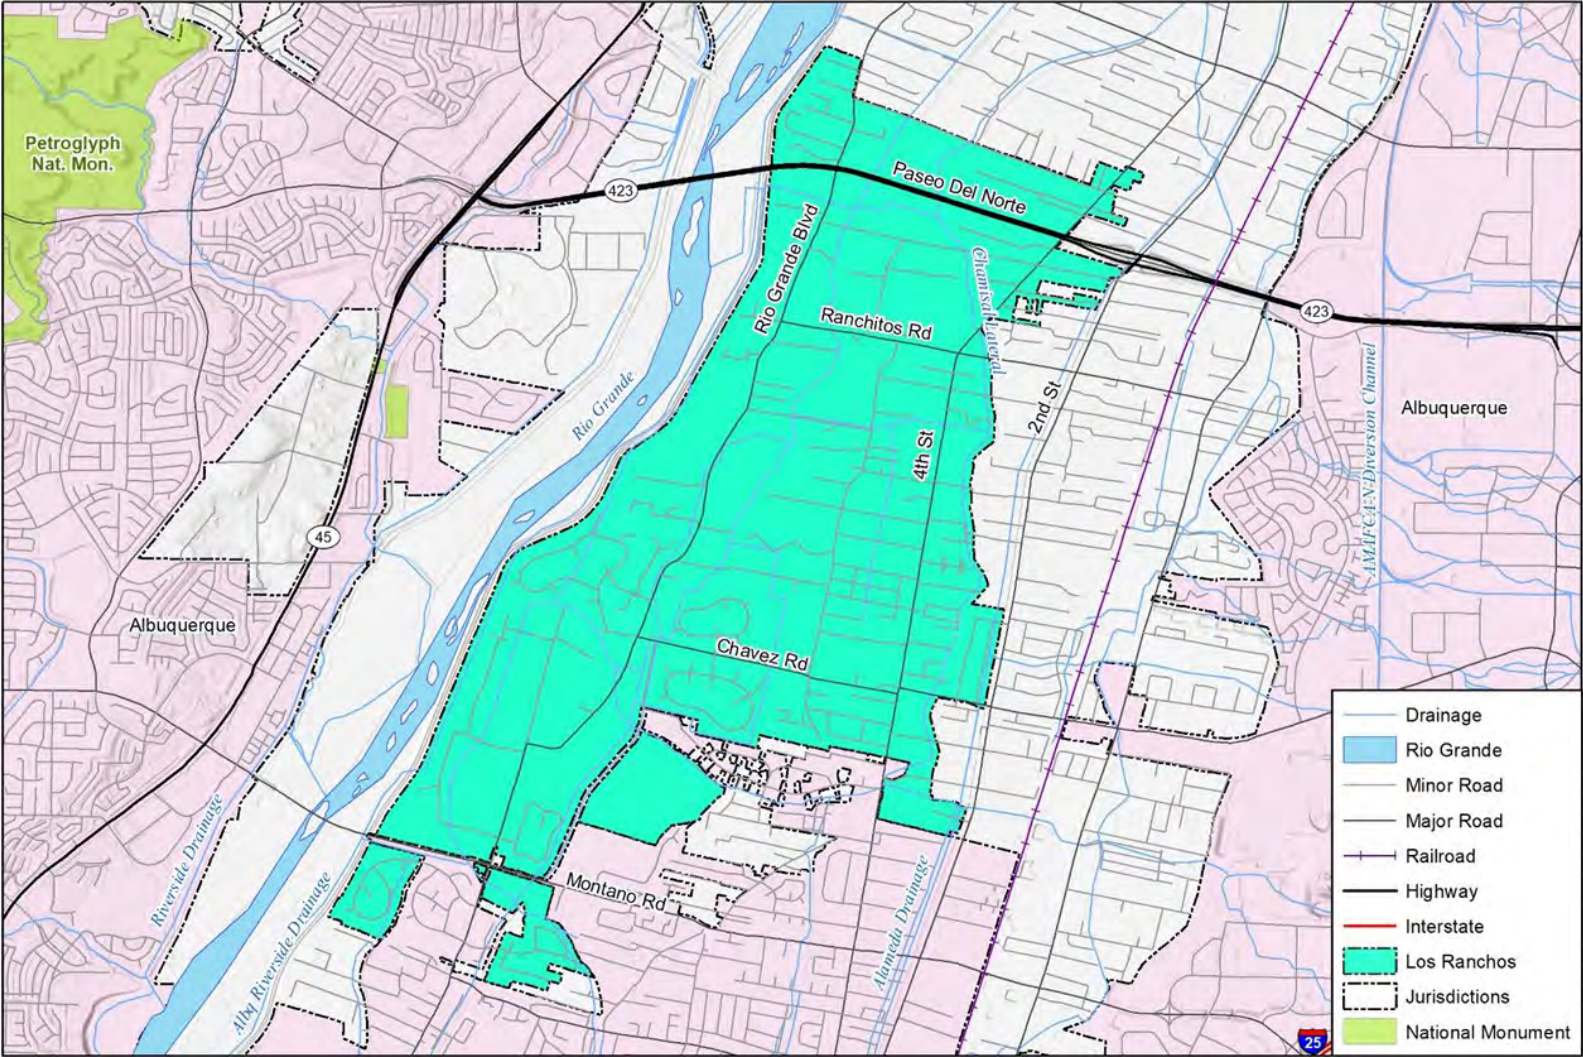 Petroglyph
Nat. Mon.
423
Paseo Del Norte
Rio Grande Blvd
Chamisal Lateral
Ranchitos Rd
423
Rio Grande
2nd St
4th St
AMAFCA N Diversion Channel
Albuquerque
45
Albuquerque
Chavez Rd
Riverside Drainage
Albq Riverside Drainage
Montano Rd
Alameda Drainage
25
Drainage
Rio Grande
Minor Road
Major Road
Railroad
Highway
Interstate
Los Ranchos
Jurisdictions
National Monument